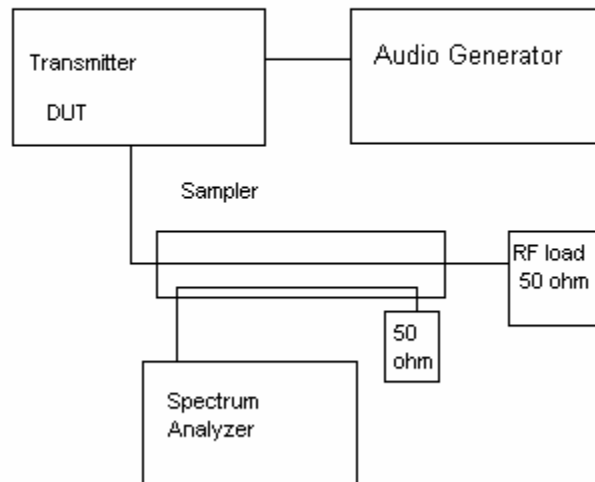 Transmitter
DUT
Audio Generator
Sampler
RF load
50 ohm
50
ohm
Spectrum
Analyzer